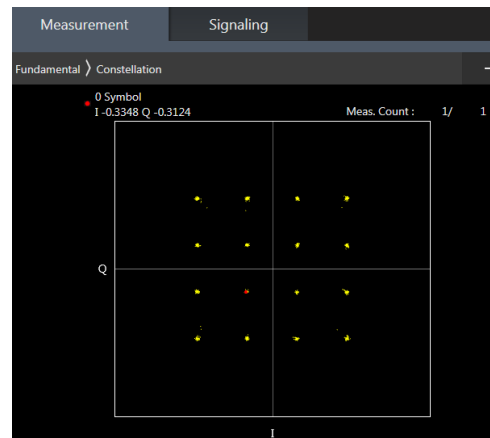 Measurement Signaling
Fundamental 〉 Constellation
0 Symbol
I -0.3348 Q -0.3124 Meas. Count : 1/ 1
Q
I